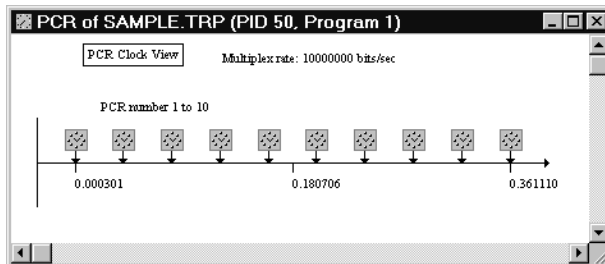 PCR of SAMPLE.TRP (PID 50, Program 1)
PCR Clock View
Multiplex rate: 10000000 bits/sec
PCR number 1 to 10
0.000301
0.180706
0.361110